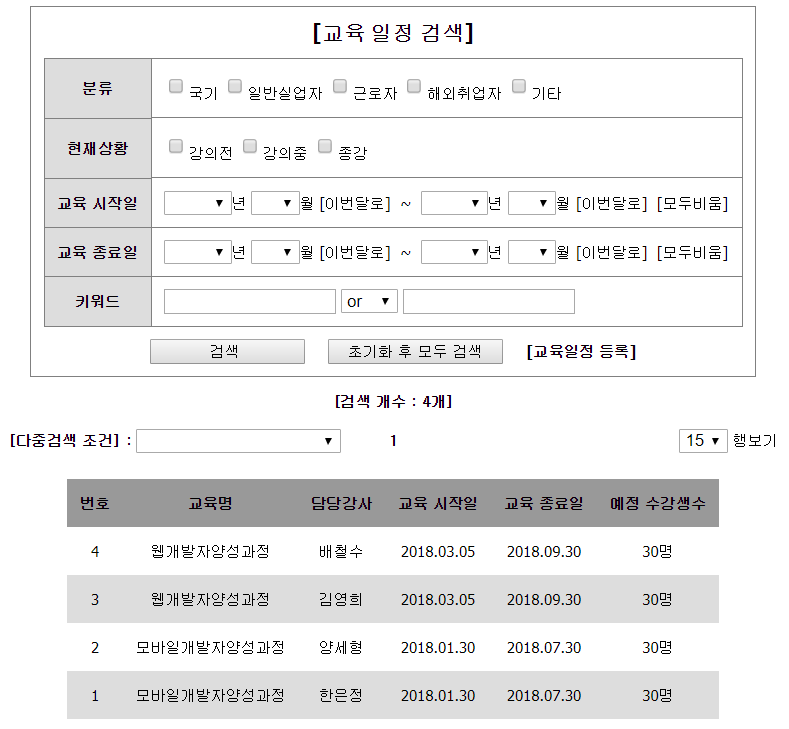 [교육 일정 검색]
분류 국기 일반실업자 근로자 해외취업자 기타
현재상황 강의전 강의중 종강
교육 시작일 년 월 [이번달로] ~ 년 월 [이번달로] [모두비움]
교육 종료일 년 월 [이번달로] ~ 년 월 [이번달로] [모두비움]
키워드 or
검색 초기화 후 모두 검색 [교육일정 등록]
[검색 개수 : 4개]
[다중검색 조건] : 1 15 행보기
번호 교육명 담당강사 교육 시작일 교육 종료일 예정 수강생수
4 웹개발자양성과정 배철수 2018.03.05 2018.09.30 30명
3 웹개발자양성과정 김영희 2018.03.05 2018.09.30 30명
2 모바일개발자양성과정 양세형 2018.01.30 2018.07.30 30명
1 모바일개발자양성과정 한은정 2018.01.30 2018.07.30 30명